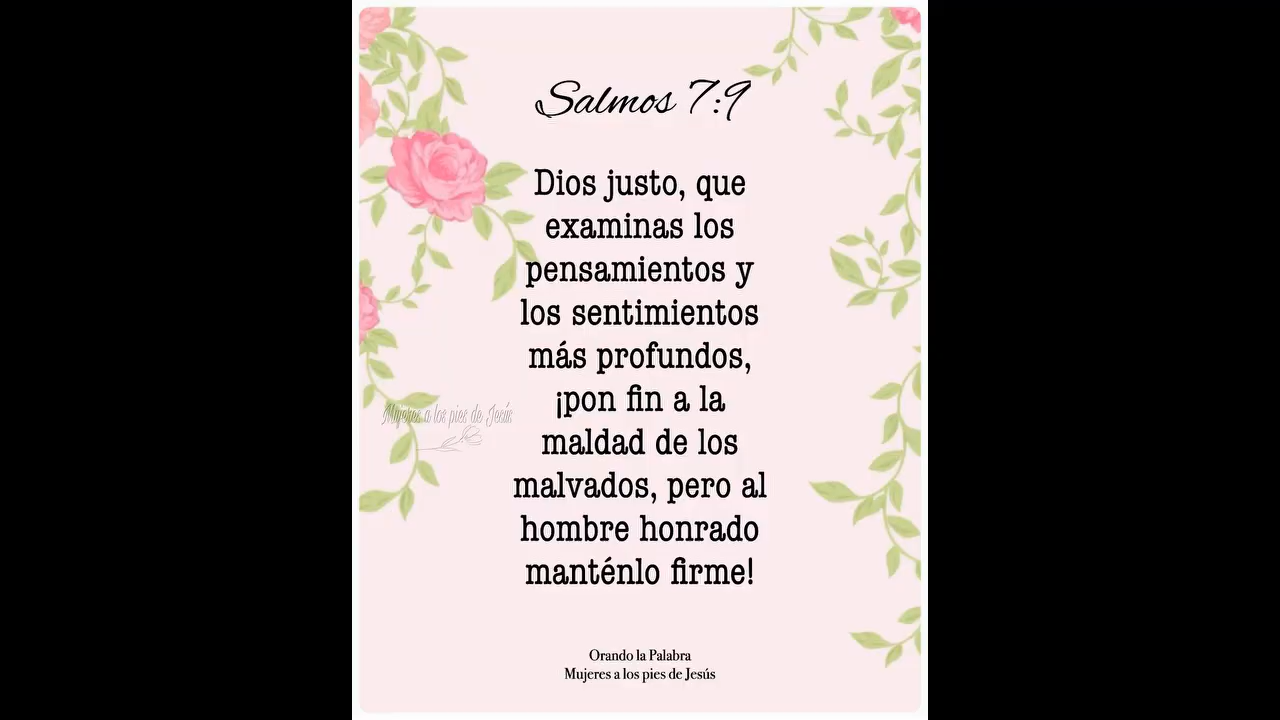 Salmos 7:9
Dios justo, que
examinas los
pensamientos y
los sentimientos
más profundos,
¡pon fin a la
maldad de los
malvados, pero al
hombre honrado
manténlo firme!
Mujeres a los pies de Jesús
Orando la Palabra
Mujeres a los pies de Jesús